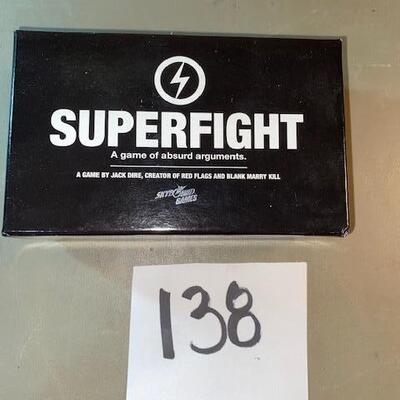 SUPERFIGHT
A game of absurd arguments.
A GAME BY JACK DIRE, CREATOR OF RED FLAGS AND BLANK MARRY KILL
SKYBOUND
GAMES
138